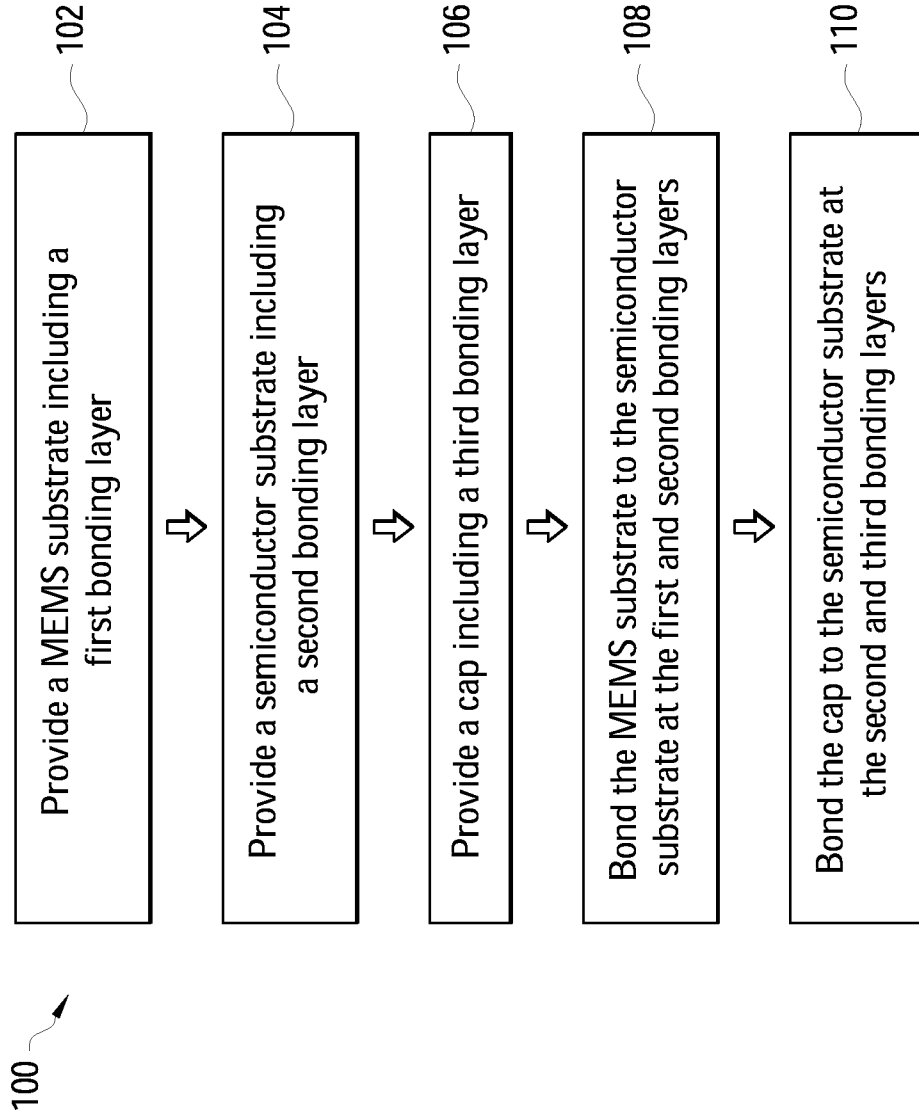 100
Provide a MEMS substrate including a
first bonding layer
102
Provide a semiconductor substrate including
a second bonding layer
104
Provide a cap including a third bonding layer
106
Bond the MEMS substrate to the semiconductor
substrate at the first and second bonding layers
108
Bond the cap to the semiconductor substrate at
the second and third bonding layers
110